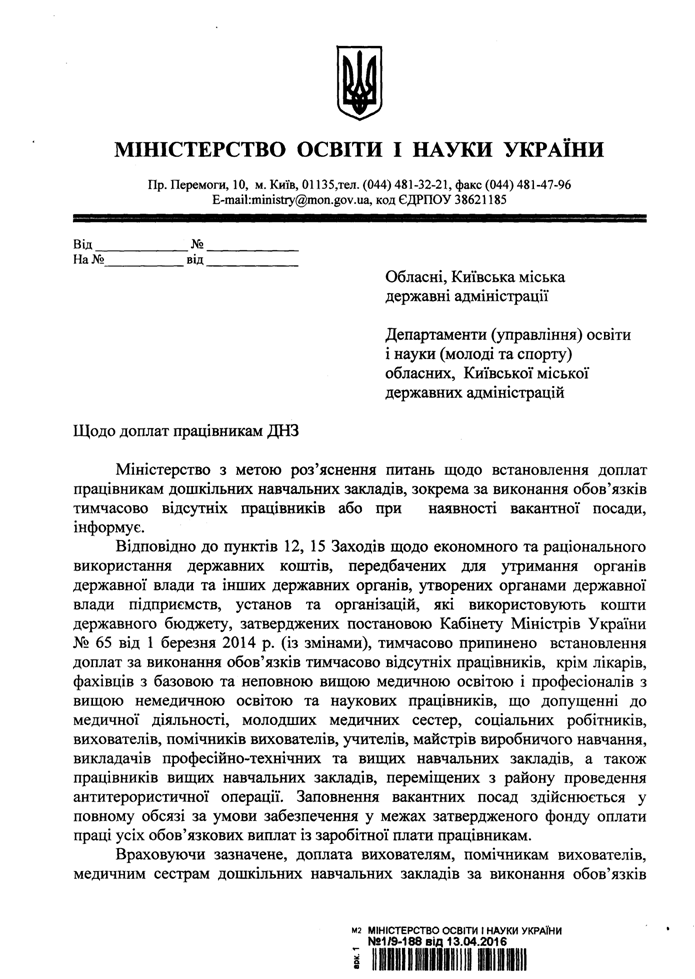 МІНІСТЕРСТВО ОСВІТИ І НАУКИ УКРАЇНИ
Пр. Перемоги, 10, м. Київ, 01135,тел. (044) 481-32-21, факс (044) 481-47-96
E-mail:ministry@mon.gov.ua, код ЄДРПОУ 38621185
Від ______________ № ______________
На №____________ від ______________
Обласні, Київська міська
державні адміністрації
Департаменти (управління) освіти
і науки (молоді та спорту)
обласних, Київської міської
державних адміністрацій
Щодо доплат працівникам ДНЗ
Міністерство з метою роз’яснення питань щодо встановлення доплат
працівникам дошкільних навчальних закладів, зокрема за виконання обов’язків
тимчасово відсутніх працівників або при наявності вакантної посади,
інформує.
Відповідно до пунктів 12, 15 Заходів щодо економного та раціонального
використання державних коштів, передбачених для утримання органів
державної влади та інших державних органів, утворених органами державної
влади підприємств, установ та організацій, які використовують кошти
державного бюджету, затверджених постановою Кабінету Міністрів України
№ 65 від 1 березня 2014 р. (із змінами), тимчасово припинено встановлення
доплат за виконання обов’язків тимчасово відсутніх працівників, крім лікарів,
фахівців з базовою та неповною вищою медичною освітою і професіоналів з
вищою немедичною освітою та наукових працівників, що допущенні до
медичної діяльності, молодших медичних сестер, соціальних робітників,
вихователів, помічників вихователів, учителів, майстрів виробничого навчання,
викладачів професійно-технічних та вищих навчальних закладів, а також
працівників вищих навчальних закладів, переміщених з району проведення
антитерористичної операції. Заповнення вакантних посад здійснюється у
повному обсязі за умови забезпечення у межах затвердженого фонду оплати
праці усіх обов’язкових виплат із заробітної плати працівникам.
Враховуючи зазначене, доплата вихователям, помічникам вихователів,
медичним сестрам дошкільних навчальних закладів за виконання обов’язків
М2 МІНІСТЕРСТВО ОСВІТИ І НАУКИ УКРАЇНИ
№1/9-188 від 13.04.2016
арк. 1